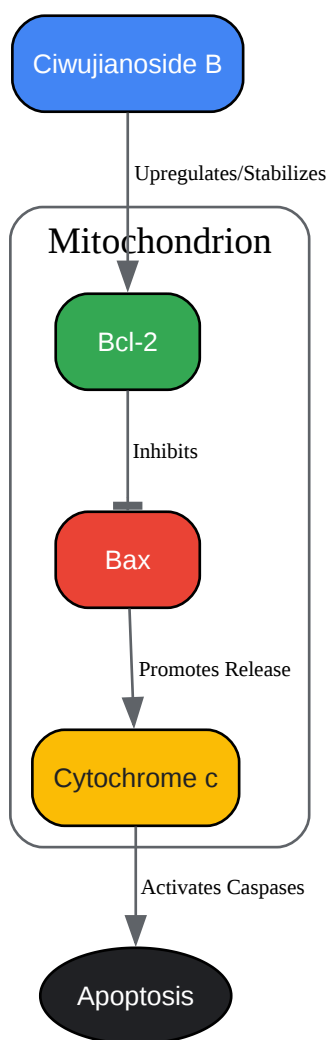 Ciwujianoside B
Upregulates/Stabilizes
Mitochondrion
Bcl-2
Inhibits
Bax
Promotes Release
Cytochrome c
Activates Caspases
Apoptosis